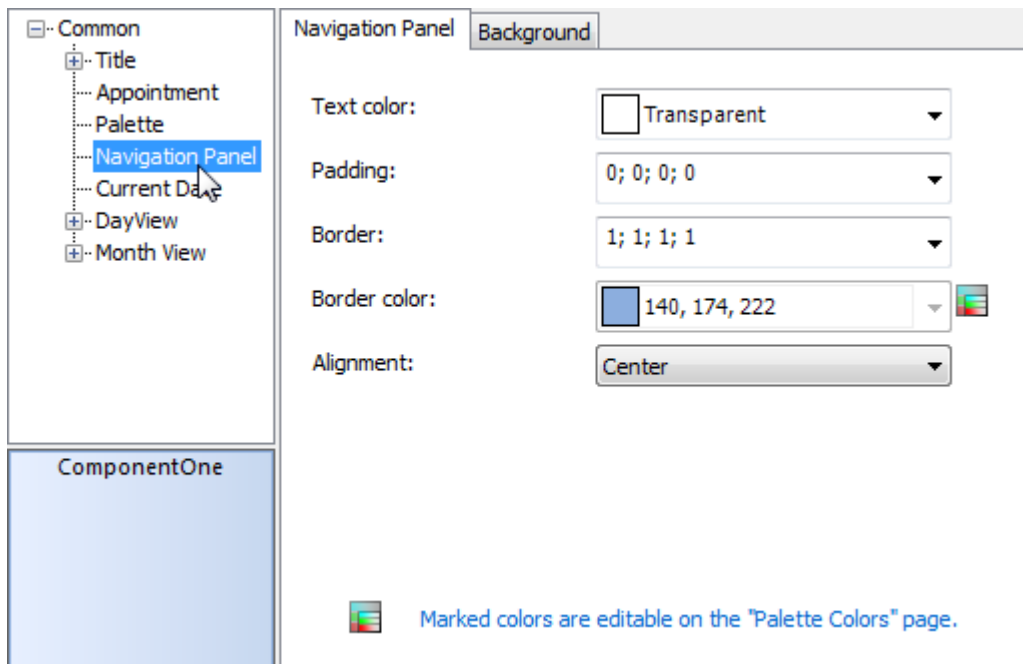 Common
Title
Appointment
Palette
Navigation Panel
Current Date
DayView
Month View
ComponentOne
Navigation Panel
Background
Text color:
Transparent
Padding:
0; 0; 0; 0
Border:
1; 1; 1; 1
Border color:
140, 174, 222
Alignment:
Center
Marked colors are editable on the "Palette Colors" page.